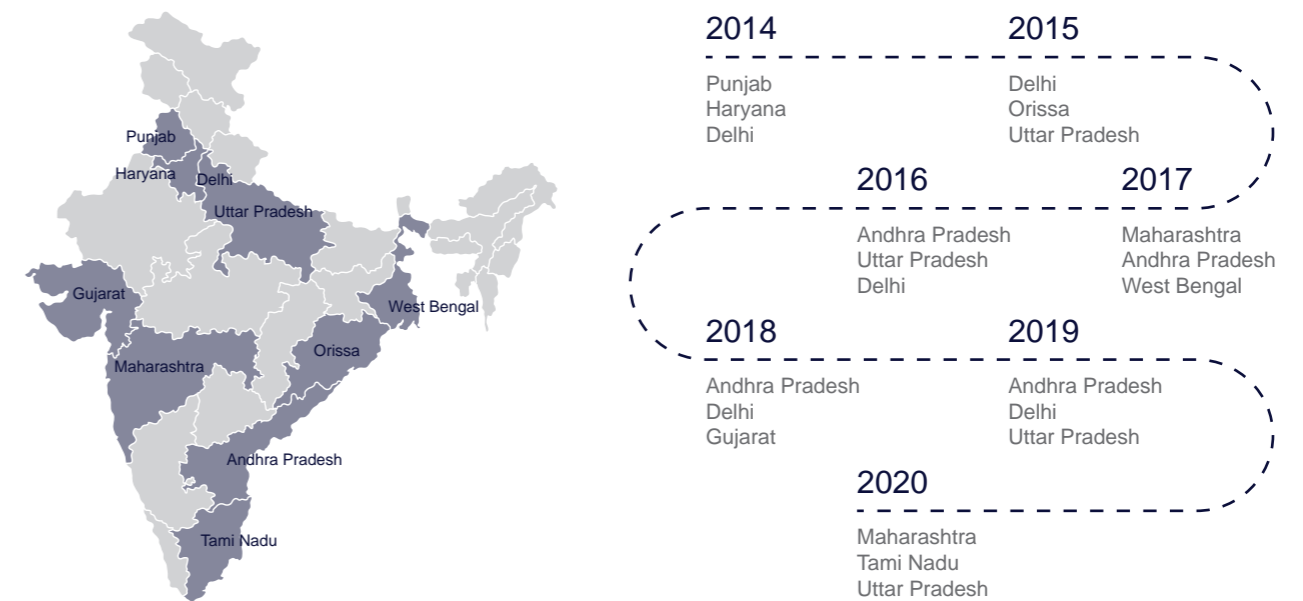 Punjab
Haryana
Delhi
Uttar Pradesh
Gujarat
West Bengal
Orissa
Maharashtra
Andhra Pradesh
Tami Nadu
2014
Punjab
Haryana
Delhi
2015
Delhi
Orissa
Uttar Pradesh
2016
Andhra Pradesh
Uttar Pradesh
Delhi
2017
Maharashtra
Andhra Pradesh
West Bengal
2018
Andhra Pradesh
Delhi
Gujarat
2019
Andhra Pradesh
Delhi
Uttar Pradesh
2020
Maharashtra
Tami Nadu
Uttar Pradesh